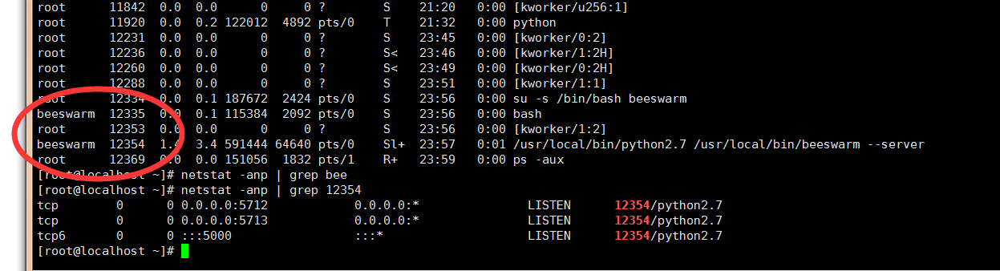 root 11842 0.0 0.0 0 0 ? S 21:20 0:00 [kworker/u256:1]
root 11920 0.0 0.2 122012 4892 pts/0 T 21:32 0:00 python
root 12231 0.0 0.0 0 0 ? S 23:45 0:00 [kworker/0:2]
root 12236 0.0 0.0 0 0 ? S< 23:46 0:00 [kworker/1:2H]
root 12260 0.0 0.0 0 0 ? S< 23:49 0:00 [kworker/0:2H]
root 12288 0.0 0.0 0 0 ? S 23:51 0:00 [kworker/1:1]
root 12334 0.0 0.1 187672 2424 pts/0 S 23:56 0:00 su -s /bin/bash beeswarm
beeswarm 12335 0.0 0.1 115384 2092 pts/0 S 23:56 0:00 bash
root 12353 0.0 0.0 0 0 ? S 23:56 0:00 [kworker/1:2]
beeswarm 12354 1.4 3.4 591444 64640 pts/0 Sl+ 23:57 0:01 /usr/local/bin/python2.7 /usr/local/bin/beeswarm --server
root 12369 0.0 0.0 151056 1832 pts/1 R+ 23:59 0:00 ps -aux
[root@localhost ~]# netstat -anp | grep bee
[root@localhost ~]# netstat -anp | grep 12354
tcp 0 0 0.0.0.0:5712 0.0.0.0:* LISTEN 12354/python2.7
tcp 0 0 0.0.0.0:5713 0.0.0.0:* LISTEN 12354/python2.7
tcp6 0 0 :::5000 :::* LISTEN 12354/python2.7
[root@localhost ~]#